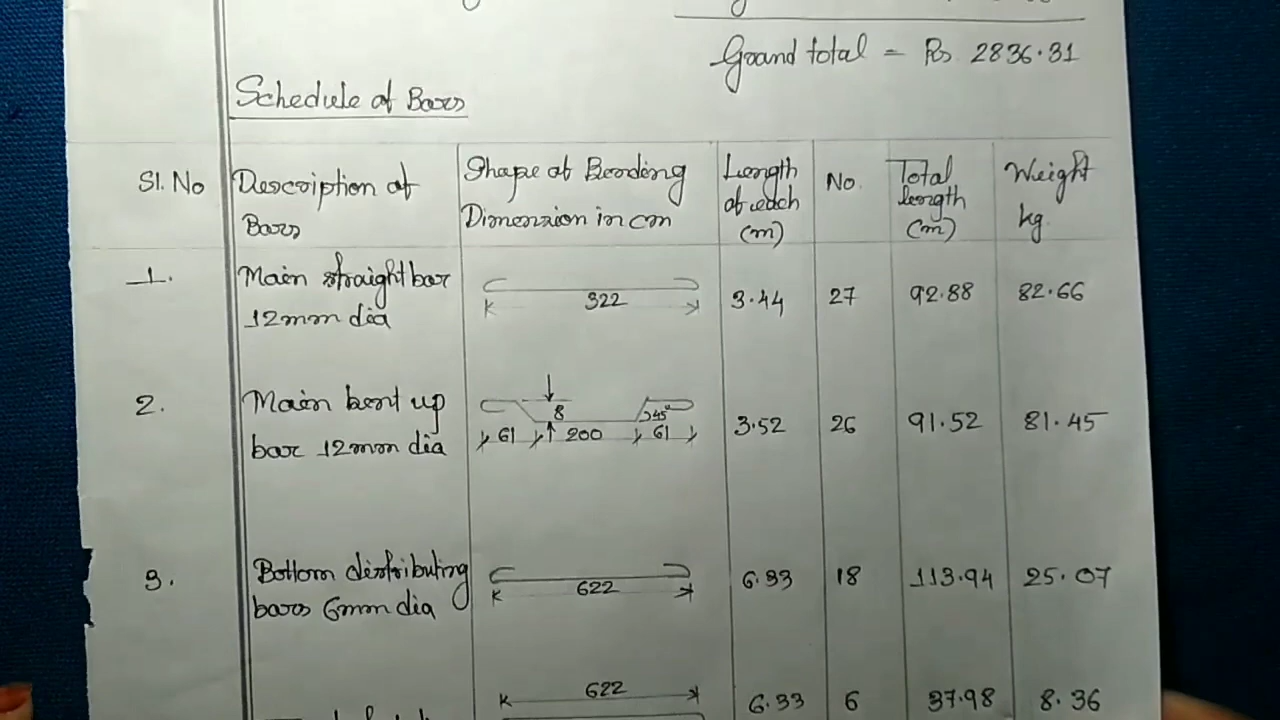 Grand total = Rs 2836.31
Schedule of Bars
Sl. No
Description of Bars
Shape of Bending Dimension in cm
Length of each (m)
No.
Total length (m)
Weight kg.
1.
Main straight bar
12mm dia
322
3.44
27
92.88
82.66
2.
Main bent up
bar 12mm dia
8
45°
61
200
61
3.52
26
91.52
81.45
3.
Bottom distributing
bars 6mm dia
622
6.33
18
113.94
25.07
622
6.33
6
37.98
8.36